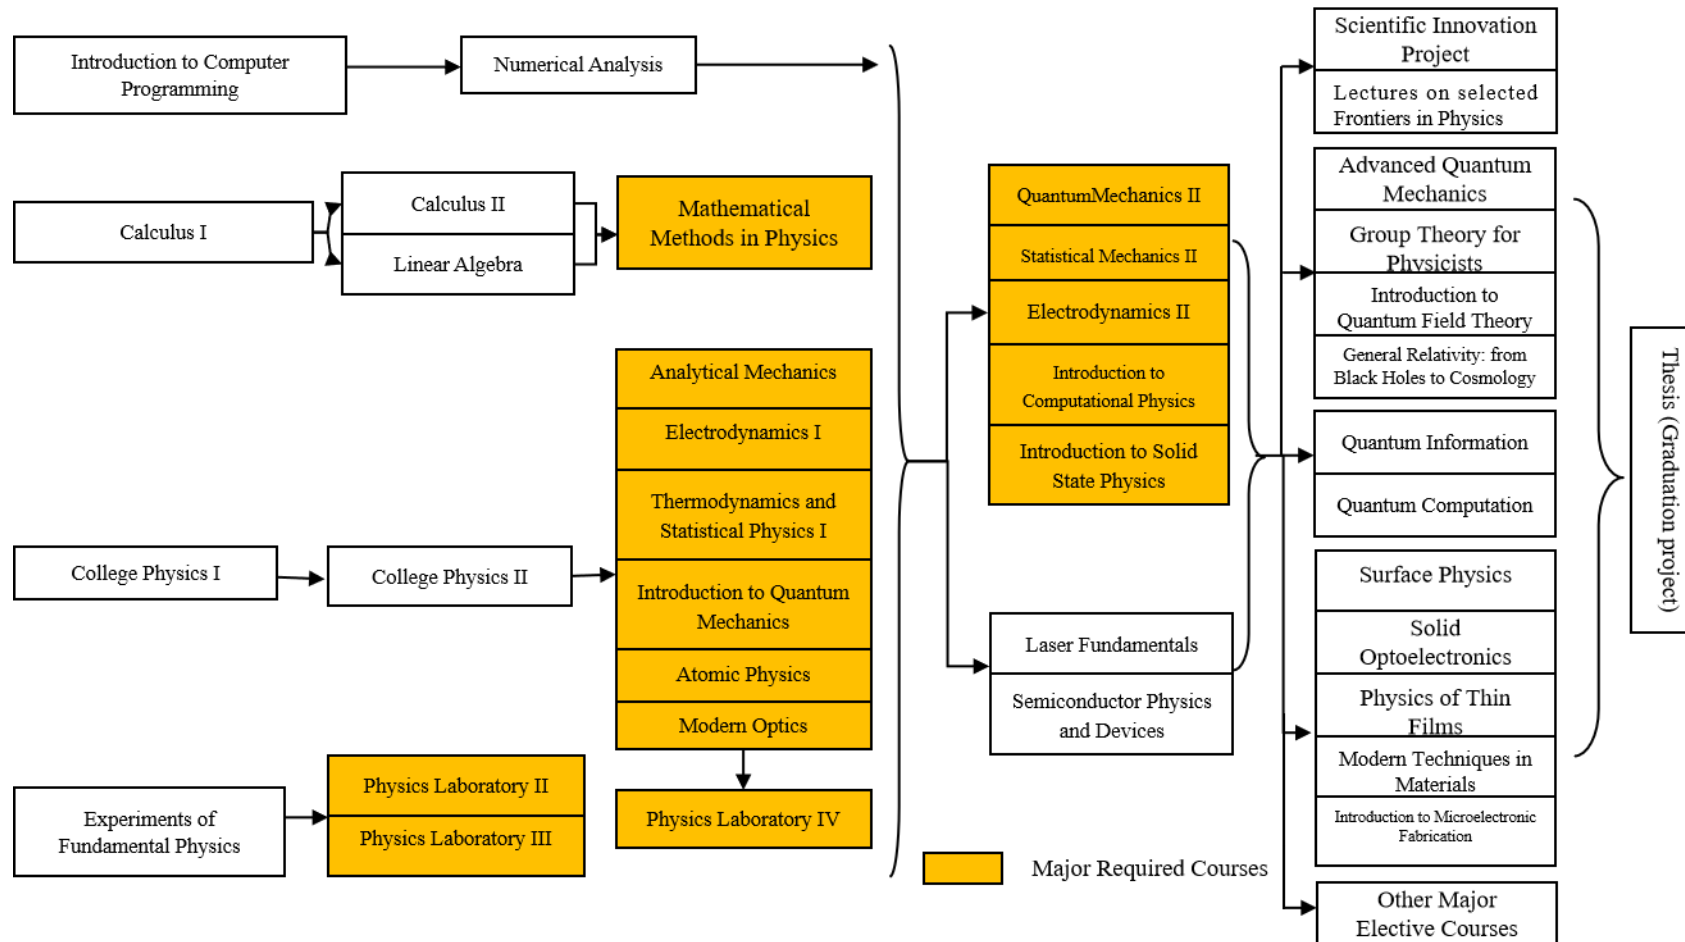 Introduction to Computer
Programming
Numerical Analysis
Calculus I
Calculus II
Linear Algebra
Mathematical
Methods in Physics
College Physics I
College Physics II
Analytical Mechanics
Electrodynamics I
Thermodynamics and
Statistical Physics I
Introduction to Quantum
Mechanics
Atomic Physics
Modern Optics
Experiments of
Fundamental Physics
Physics Laboratory II
Physics Laboratory III
Physics Laboratory IV
QuantumMechanics II
Statistical Mechanics II
Electrodynamics II
Introduction to
Computational Physics
Introduction to Solid
State Physics
Laser Fundamentals
Semiconductor Physics
and Devices
Major Required Courses
Scientific Innovation
Project
Lectures on selected
Frontiers in Physics
Advanced Quantum
Mechanics
Group Theory for
Physicists
Introduction to
Quantum Field Theory
General Relativity: from
Black Holes to Cosmology
Quantum Information
Quantum Computation
Surface Physics
Solid
Optoelectronics
Physics of Thin
Films
Modern Techniques in
Materials
Introduction to Microelectronic
Fabrication
Other Major
Elective Courses
Thesis (Graduation project)